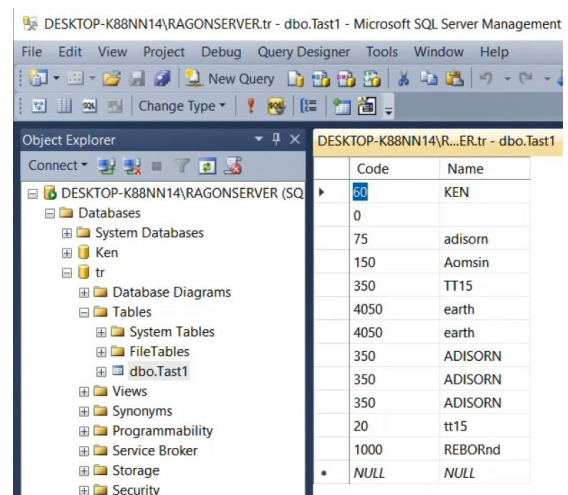 DESKTOP-K88NN14\RAGONSERVER.tr - dbo.Tast1 - Microsoft SQL Server Management
File Edit View Project Debug Query Designer Tools Window Help
New Query
Change Type
Object Explorer
DESKTOP-K88NN14\R...ER.tr - dbo.Tast1
Connect
DESKTOP-K88NN14\RAGONSERVER (SQ
Databases
System Databases
Ken
tr
Database Diagrams
Tables
System Tables
FileTables
dbo.Tast1
Views
Synonyms
Programmability
Service Broker
Storage
Security
Code Name
60 KEN
0
75 adisorn
150 Aomsin
350 TT15
4050 earth
4050 earth
350 ADISORN
350 ADISORN
350 ADISORN
20 tt15
1000 REBORnd
NULL NULL